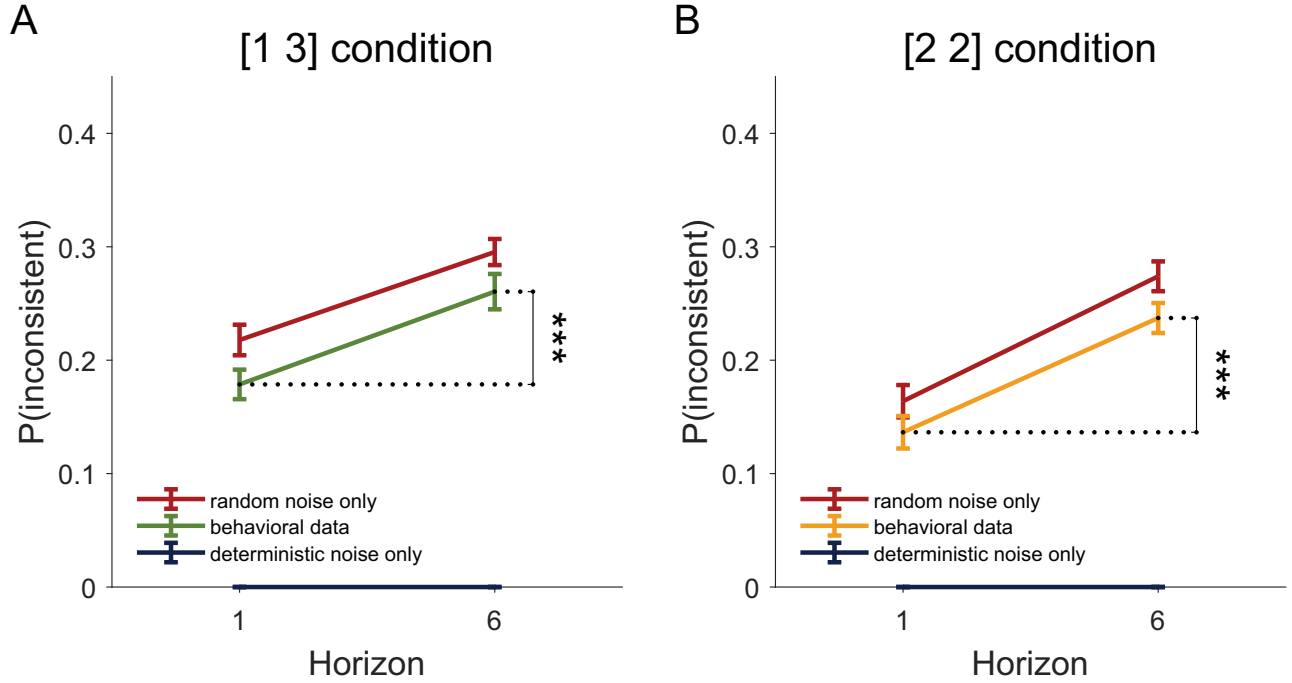 A
[1 3] condition
P(inconsistent)
0.4
0.3
0.2
0.1
0
***
random noise only
behavioral data
deterministic noise only
1
6
Horizon
B
[2 2] condition
P(inconsistent)
0.4
0.3
0.2
0.1
0
***
random noise only
behavioral data
deterministic noise only
1
6
Horizon